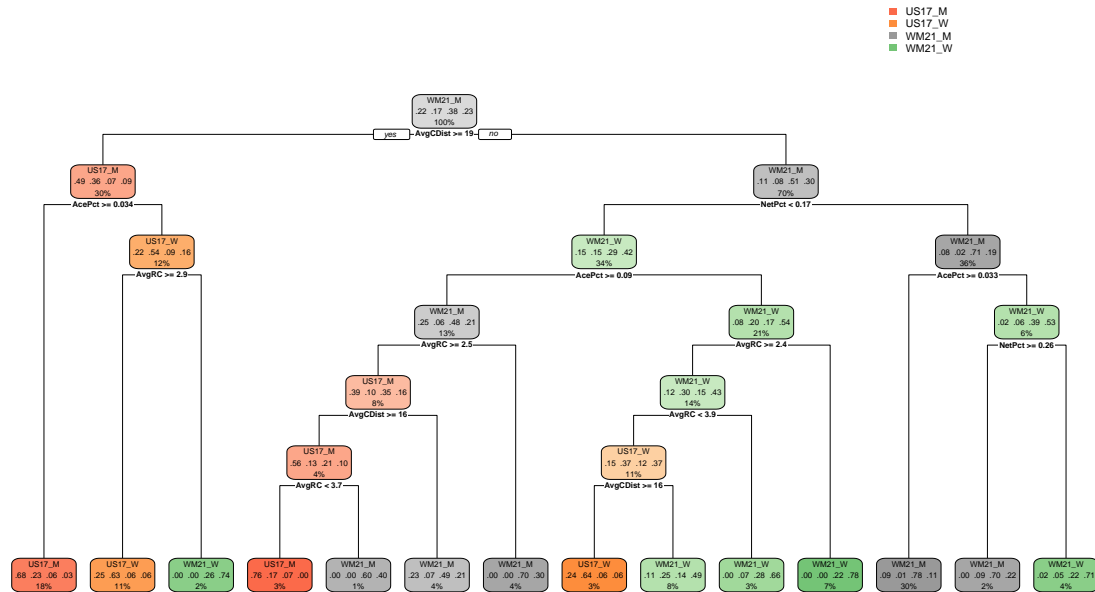 US17_M
US17_W
WM21_M
WM21_W
WM21_M
.22 .17 .38 .23
100%
yes AvgCDist >= 19 no
US17_M
.49 .36 .07 .09
30%
AcePct >= 0.034
WM21_M
.11 .08 .51 .30
70%
NetPct < 0.17
US17_W
.22 .54 .09 .16
12%
AvgRC >= 2.9
WM21_W
.15 .15 .29 .42
34%
AcePct >= 0.09
WM21_M
.08 .02 .71 .19
36%
AcePct >= 0.033
WM21_M
.25 .06 .48 .21
13%
AvgRC >= 2.5
WM21_W
.08 .20 .17 .54
21%
AvgRC >= 2.4
WM21_W
.02 .06 .39 .53
6%
NetPct >= 0.26
US17_M
.39 .10 .35 .16
8%
AvgCDist >= 16
WM21_W
.12 .30 .15 .43
14%
AvgRC < 3.9
US17_M
.56 .13 .21 .10
4%
AvgRC < 3.7
US17_W
.15 .37 .12 .37
11%
AvgCDist >= 16
US17_M
.68 .23 .06 .03
18%
US17_W
.25 .63 .06 .06
11%
WM21_W
.00 .00 .26 .74
2%
US17_M
.76 .17 .07 .00
3%
WM21_M
.00 .00 .60 .40
1%
WM21_M
.23 .07 .49 .21
4%
WM21_M
.00 .00 .70 .30
4%
US17_W
.24 .64 .06 .06
3%
WM21_W
.11 .25 .14 .49
8%
WM21_W
.00 .07 .28 .66
3%
WM21_W
.00 .00 .22 .78
7%
WM21_M
.09 .01 .78 .11
30%
WM21_M
.00 .09 .70 .22
2%
WM21_W
.02 .05 .22 .71
4%